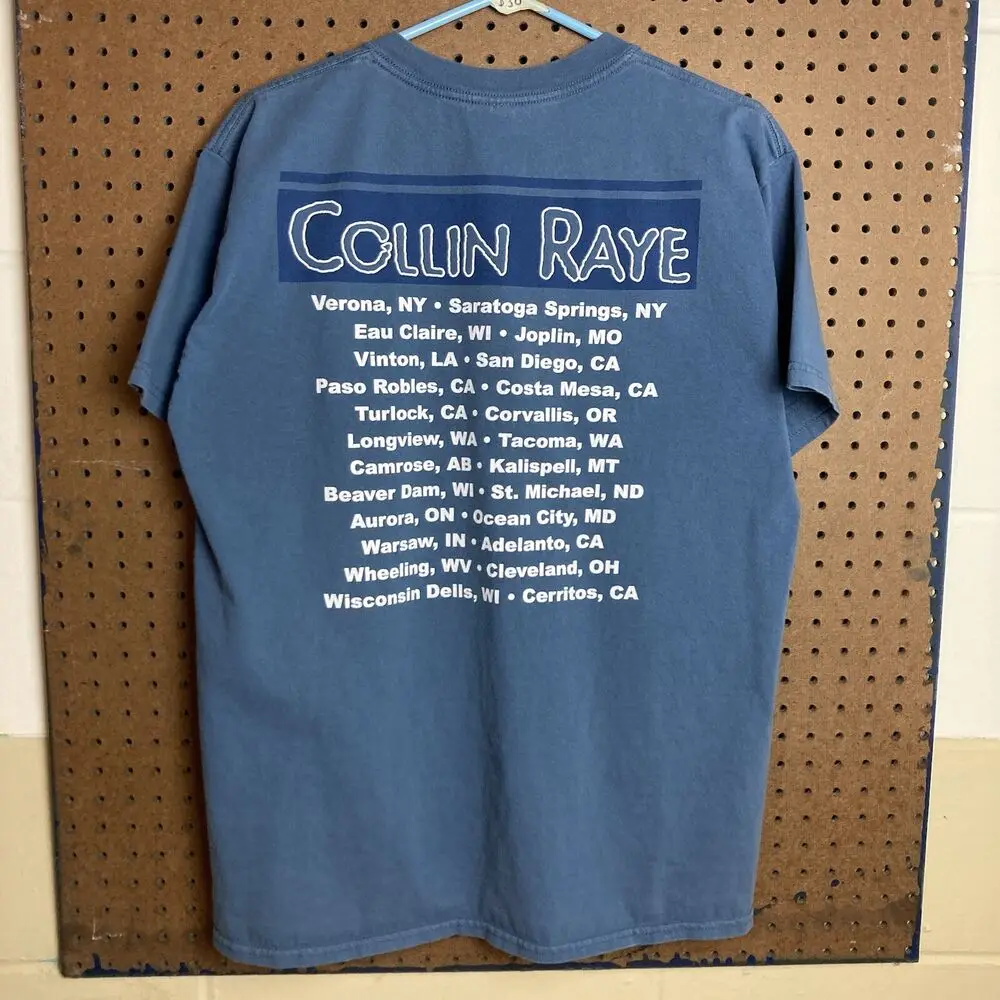 $30
COLLIN RAYE
Verona, NY • Saratoga Springs, NY
Eau Claire, WI • Joplin, MO
Vinton, LA • San Diego, CA
Paso Robles, CA • Costa Mesa, CA
Turlock, CA • Corvallis, OR
Longview, WA • Tacoma, WA
Camrose, AB • Kalispell, MT
Beaver Dam, WI • St. Michael, ND
Aurora, ON • Ocean City, MD
Warsaw, IN • Adelanto, CA
Wheeling, WV • Cleveland, OH
Wisconsin Dells, WI • Cerritos, CA